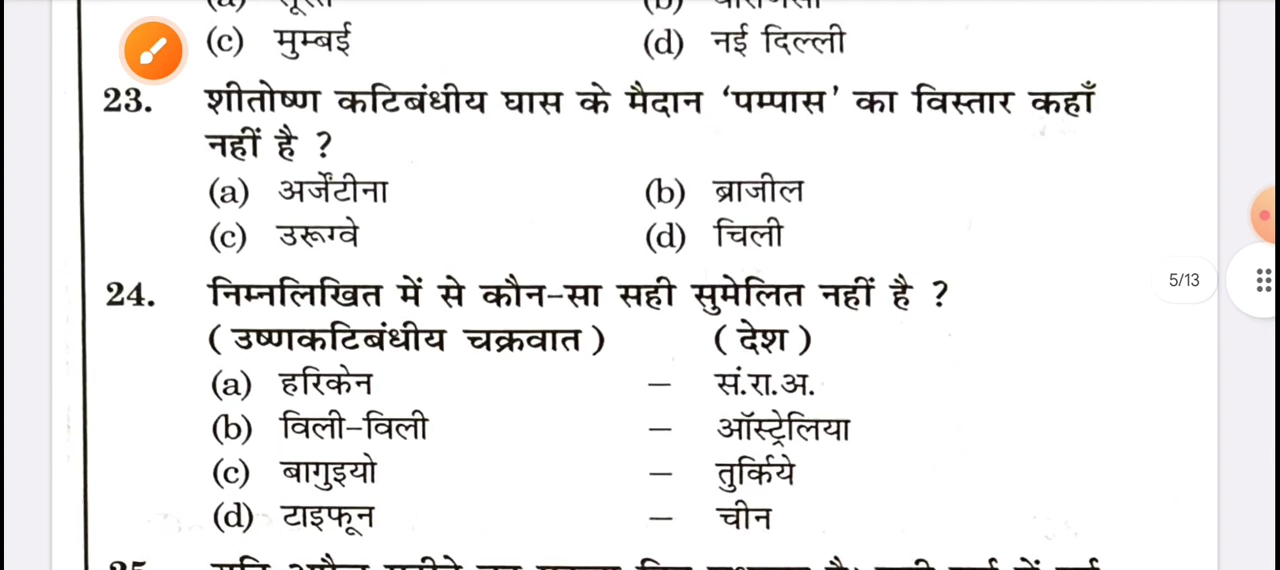 (c) मुम्बई (d) नई दिल्ली
23. शीतोष्ण कटिबंधीय घास के मैदान ‘पम्पास’ का विस्तार कहाँ
नहीं है ?
(a) अर्जेंटीना (b) ब्राजील
(c) उरूग्वे (d) चिली
24. निम्नलिखित में से कौन-सा सही सुमेलित नहीं है ?
( उष्णकटिबंधीय चक्रवात ) ( देश )
(a) हरिकेन – सं.रा.अ.
(b) विली-विली – ऑस्ट्रेलिया
(c) बागुइयो – तुर्किये
(d) टाइफून – चीन
5/13